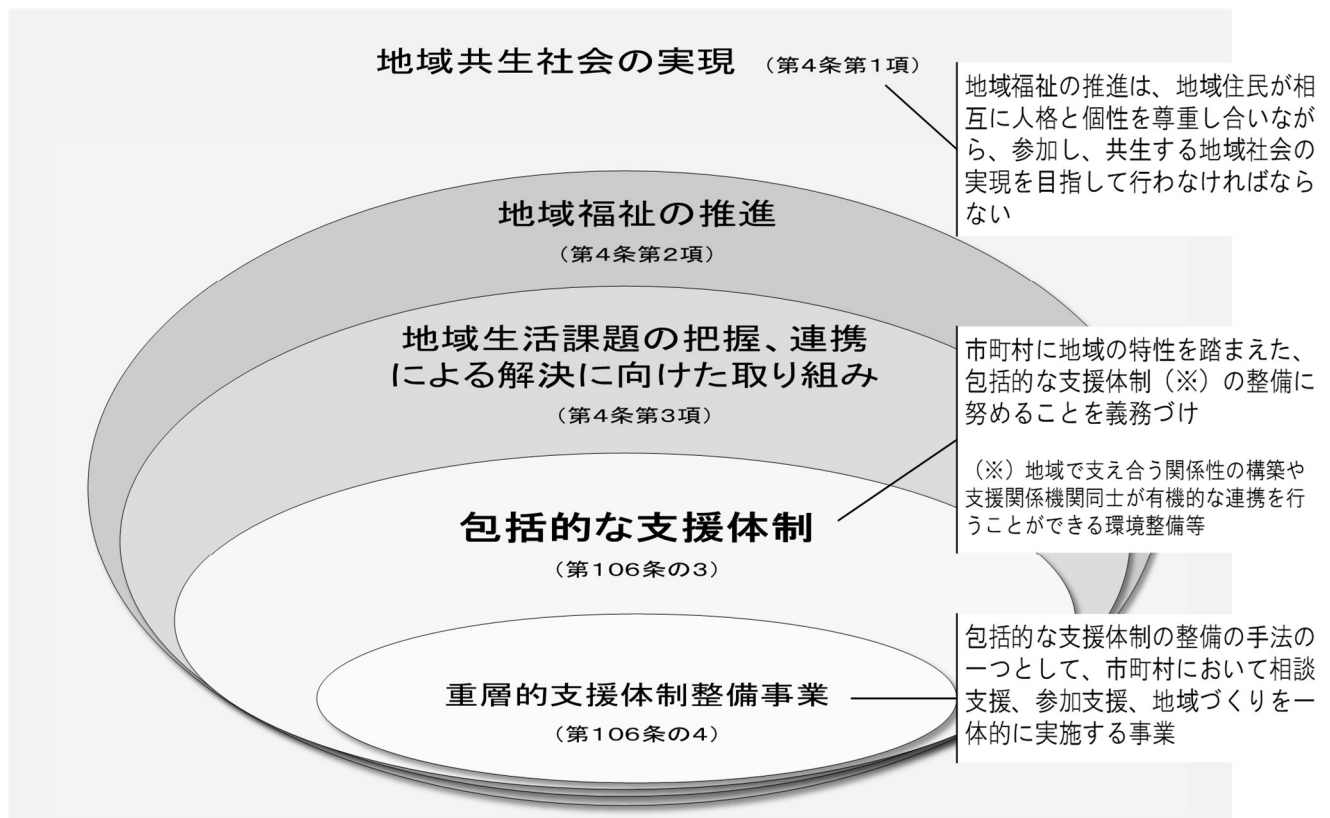 地域共生社会の実現 （第4条第1項）
地域福祉の推進は、地域住民が相
互に人格と個性を尊重し合いなが
ら、参加し、共生する地域社会の
実現を目指して行わなければなら
ない
地域福祉の推進
（第4条第2項）
地域生活課題の把握、連携
による解決に向けた取り組み
（第4条第3項）
市町村に地域の特性を踏まえた、
包括的な支援体制（※）の整備に
努めることを義務づけ
（※）地域で支え合う関係性の構築や
支援関係機関同士が有機的な連携を行
うことができる環境整備等
包括的な支援体制
（第106条の3）
包括的な支援体制の整備の手法の
一つとして、市町村において相談
支援、参加支援、地域づくりを一
体的に実施する事業
重層的支援体制整備事業
（第106条の4）